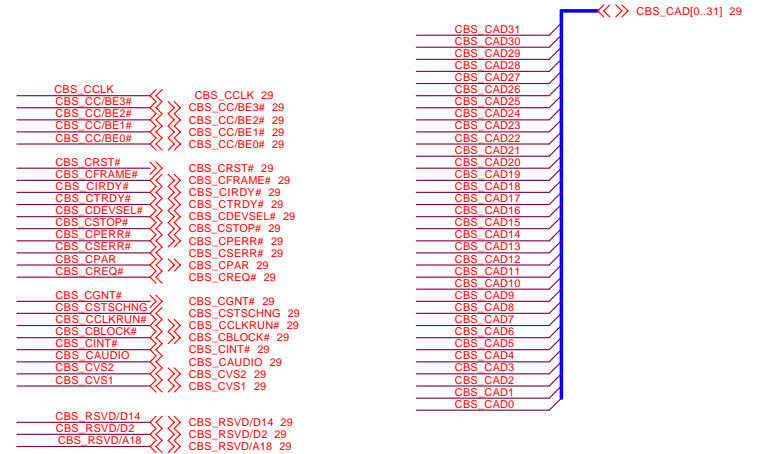 CBS_CAD[0..31] 29
CBS_CCLK CBS_CCLK 29
CBS_CC/BE3# CBS_CC/BE3# 29
CBS_CC/BE2# CBS_CC/BE2# 29
CBS_CC/BE1# CBS_CC/BE1# 29
CBS_CC/BE0# CBS_CC/BE0# 29
CBS_CRST# CBS_CRST# 29
CBS_CFRAME# CBS_CFRAME# 29
CBS_CIRDY# CBS_CIRDY# 29
CBS_CTRDY# CBS_CTRDY# 29
CBS_CDEVSEL# CBS_CDEVSEL# 29
CBS_CSTOP# CBS_CSTOP# 29
CBS_CPERR# CBS_CPERR# 29
CBS_CSERR# CBS_CSERR# 29
CBS_CPAR CBS_CPAR 29
CBS_CREQ# CBS_CREQ# 29
CBS_CGNT# CBS_CGNT# 29
CBS_CSTSCHNG CBS_CSTSCHNG 29
CBS_CCLKRUN# CBS_CCLKRUN# 29
CBS_CBLOCK# CBS_CBLOCK# 29
CBS_CINT# CBS_CINT# 29
CBS_CAUDIO CBS_CAUDIO 29
CBS_CVS2 CBS_CVS2 29
CBS_CVS1 CBS_CVS1 29
CBS_RSVD/D14 CBS_RSVD/D14 29
CBS_RSVD/D2 CBS_RSVD/D2 29
CBS_RSVD/A18 CBS_RSVD/A18 29
CBS_CAD31
CBS_CAD30
CBS_CAD29
CBS_CAD28
CBS_CAD27
CBS_CAD26
CBS_CAD25
CBS_CAD24
CBS_CAD23
CBS_CAD22
CBS_CAD21
CBS_CAD20
CBS_CAD19
CBS_CAD18
CBS_CAD17
CBS_CAD16
CBS_CAD15
CBS_CAD14
CBS_CAD13
CBS_CAD12
CBS_CAD11
CBS_CAD10
CBS_CAD9
CBS_CAD8
CBS_CAD7
CBS_CAD6
CBS_CAD5
CBS_CAD4
CBS_CAD3
CBS_CAD2
CBS_CAD1
CBS_CAD0